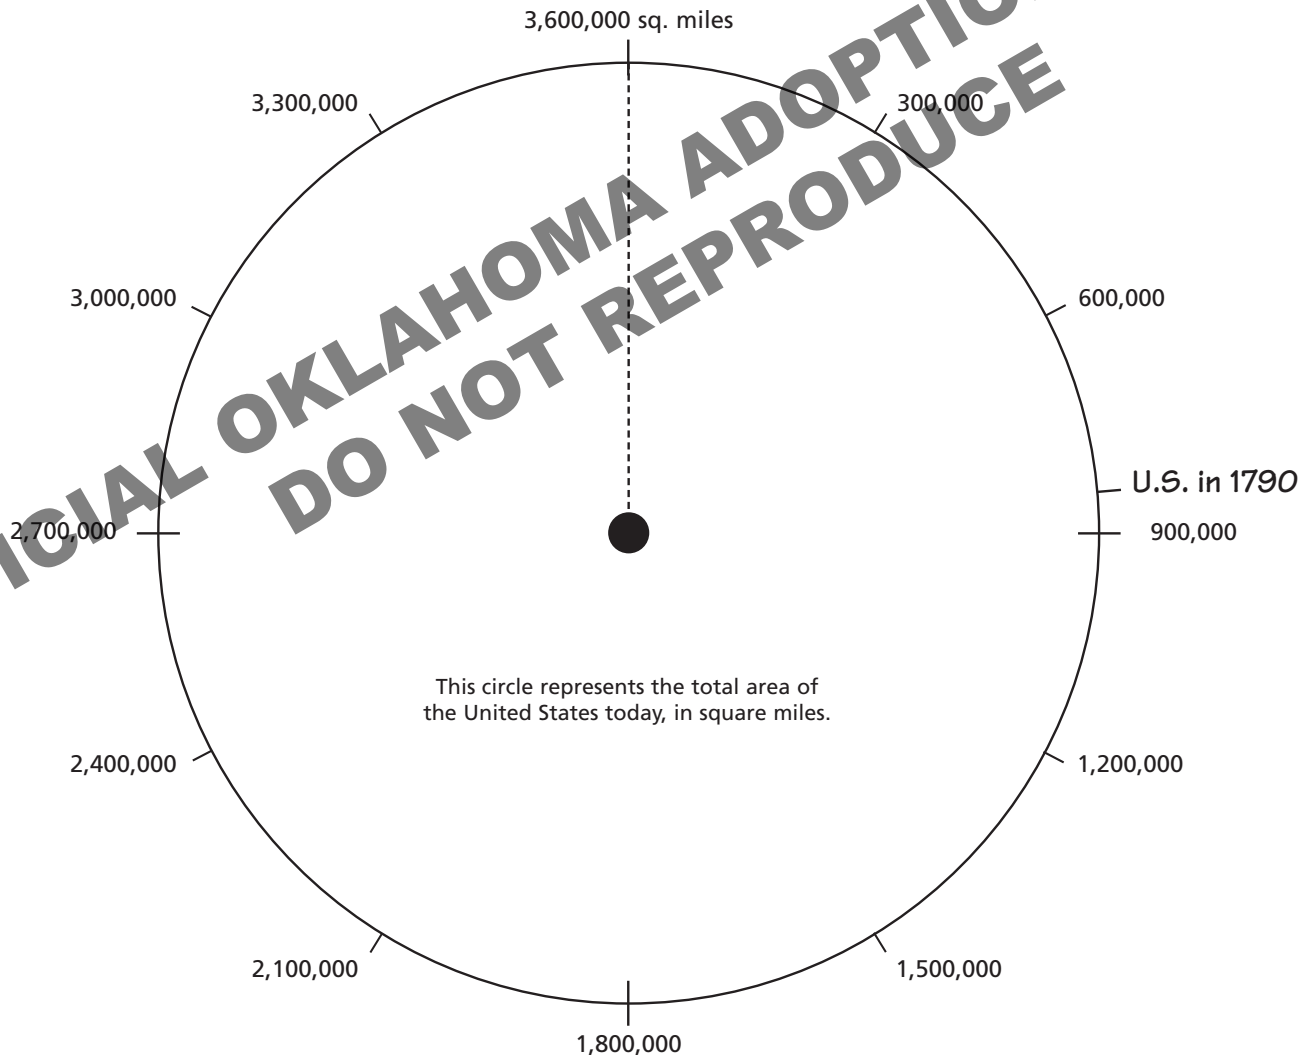 3,600,000 sq. miles
3,300,000
300,000
3,000,000
600,000
U.S. in 1790
2,700,000
900,000
This circle represents the total area of
the United States today, in square miles.
2,400,000
1,200,000
2,100,000
1,500,000
1,800,000
OKLAHOMA
DO NOT REPRODUCE